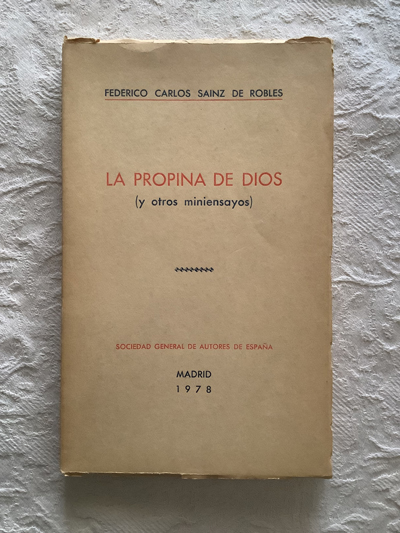 FEDERICO CARLOS SAINZ DE ROBLES
LA PROPINA DE DIOS
(y otros miniensayos)
SOCIEDAD GENERAL DE AUTORES DE ESPAÑA
MADRID
1978